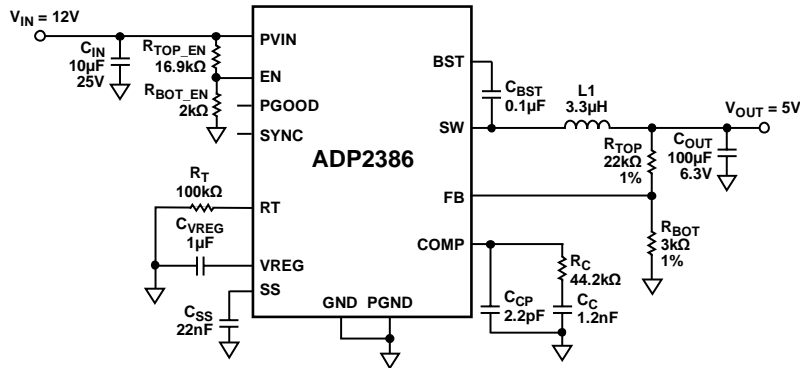 VIN = 12V
CIN
10µF
25V
RTOP_EN
16.9kΩ
RBOT_EN
2kΩ
PVIN
EN
PGOOD
SYNC
RT
100kΩ
RT
CVREG
1µF
VREG
SS
CSS
22nF
ADP2386
GND PGND
BST
CBST
0.1µF
SW
L1
3.3µH
VOUT = 5V
RTOP
22kΩ
1%
COUT
100µF
6.3V
FB
RBOT
3kΩ
1%
COMP
RC
44.2kΩ
CCP
2.2pF
CC
1.2nF